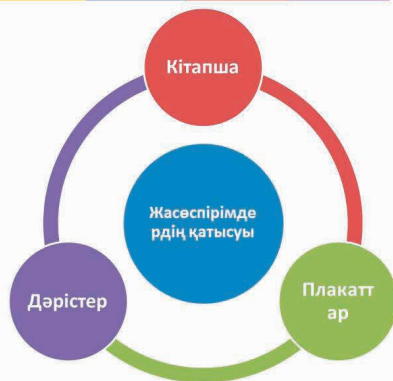 Кітапша
Жасөспірімде
рдің қатысуы
Дәрістер
Плакатт
ар